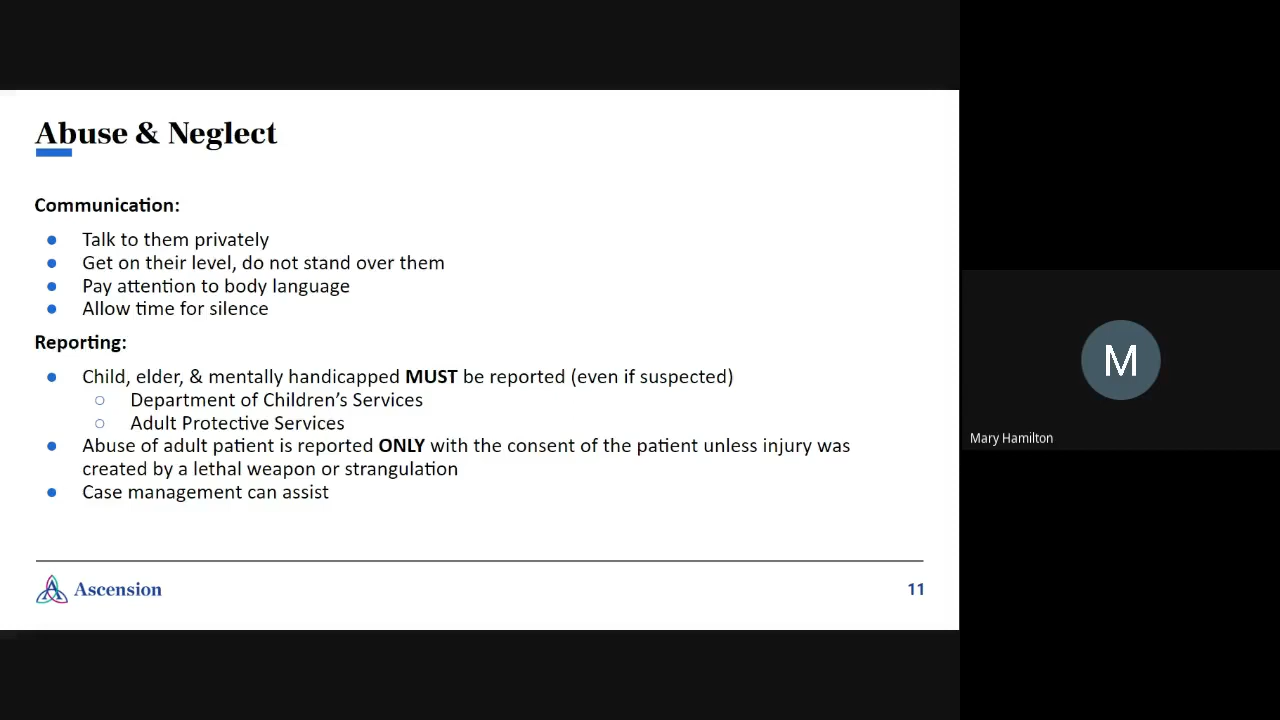 Abuse & Neglect
Communication:
● Talk to them privately
● Get on their level, do not stand over them
● Pay attention to body language
● Allow time for silence
Reporting:
● Child, elder, & mentally handicapped MUST be reported (even if suspected)
○ Department of Children’s Services
○ Adult Protective Services
● Abuse of adult patient is reported ONLY with the consent of the patient unless injury was
created by a lethal weapon or strangulation
● Case management can assist
Ascension
11
M
Mary Hamilton